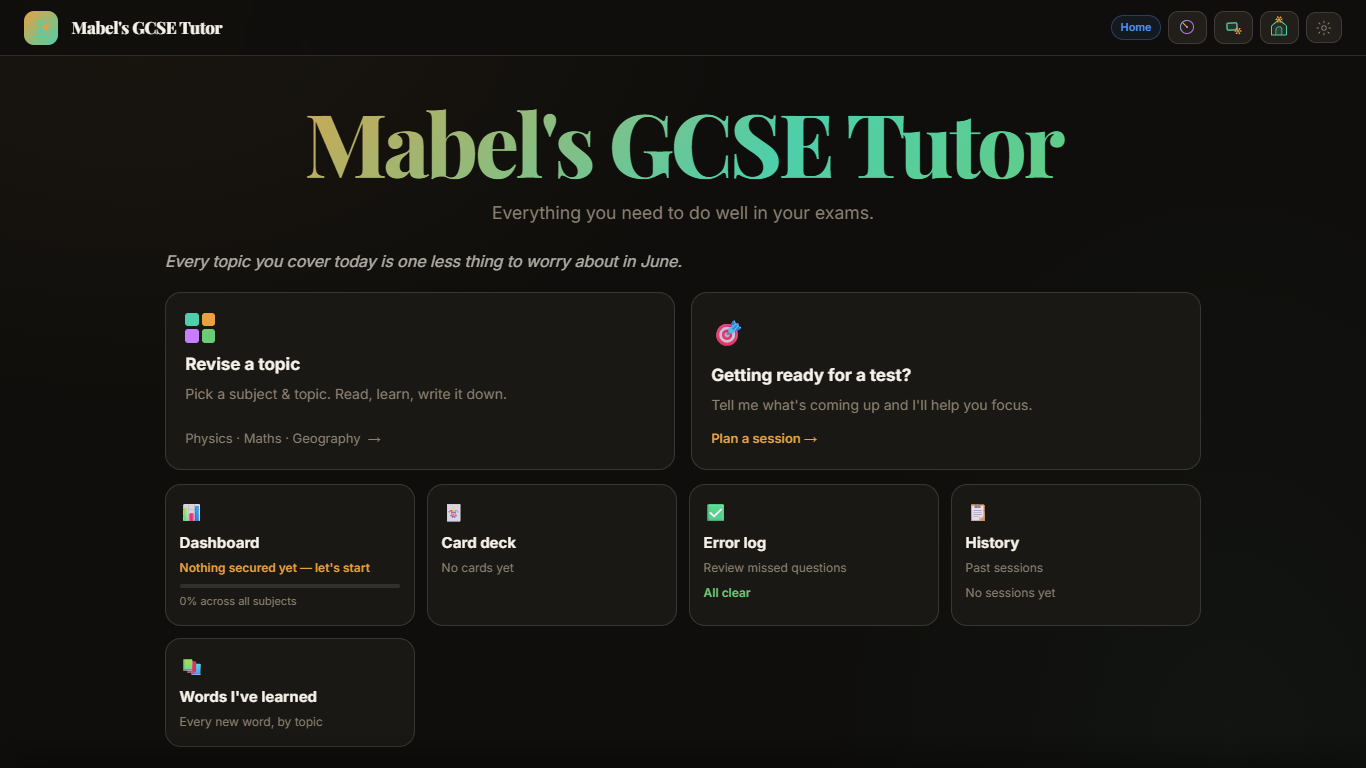 Mabel's GCSE Tutor
Home
Mabel's GCSE Tutor
Everything you need to do well in your exams.
Every topic you cover today is one less thing to worry about in June.
Revise a topic
Pick a subject & topic. Read, learn, write it down.
Physics · Maths · Geography →
Getting ready for a test?
Tell me what's coming up and I'll help you focus.
Plan a session →
Dashboard
Nothing secured yet — let's start
0% across all subjects
Card deck
No cards yet
Error log
Review missed questions
All clear
History
Past sessions
No sessions yet
Words I've learned
Every new word, by topic